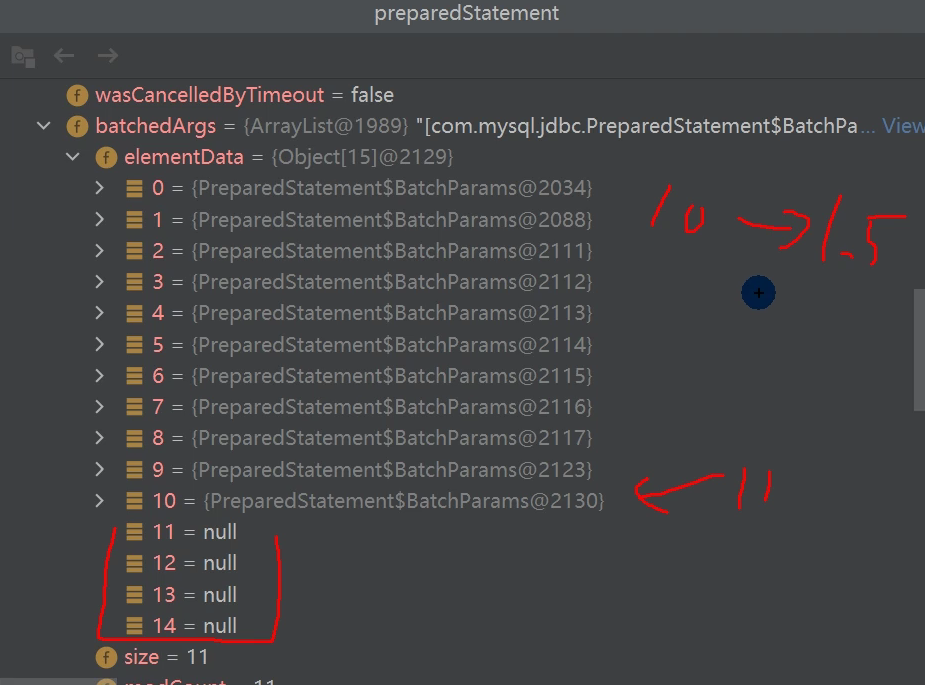 preparedStatement
wasCancelledByTimeout = false
batchedArgs = {ArrayList@1989} "[com.mysql.jdbc.PreparedStatement$BatchPa... View
elementData = {Object[15]@2129}
0 = {PreparedStatement$BatchParams@2034}
1 = {PreparedStatement$BatchParams@2088}
10 → 1.5
2 = {PreparedStatement$BatchParams@2111}
3 = {PreparedStatement$BatchParams@2112}
4 = {PreparedStatement$BatchParams@2113}
5 = {PreparedStatement$BatchParams@2114}
6 = {PreparedStatement$BatchParams@2115}
7 = {PreparedStatement$BatchParams@2116}
8 = {PreparedStatement$BatchParams@2117}
9 = {PreparedStatement$BatchParams@2123}
10 = {PreparedStatement$BatchParams@2130} ← 11
11 = null
12 = null
13 = null
14 = null
size = 11
modCount = 11